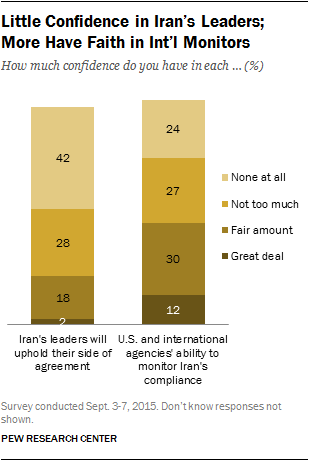 Little Confidence in Iran's Leaders;
More Have Faith in Int'l Monitors
How much confidence do you have in each ... (%)
42
28
18
2
24
27
30
12
None at all
Not too much
Fair amount
Great deal
Iran's leaders will
uphold their side of
agreement
U.S. and international
agencies' ability to
monitor Iran's
compliance
Survey conducted Sept. 3-7, 2015. Don't know responses not
shown.
PEW RESEARCH CENTER